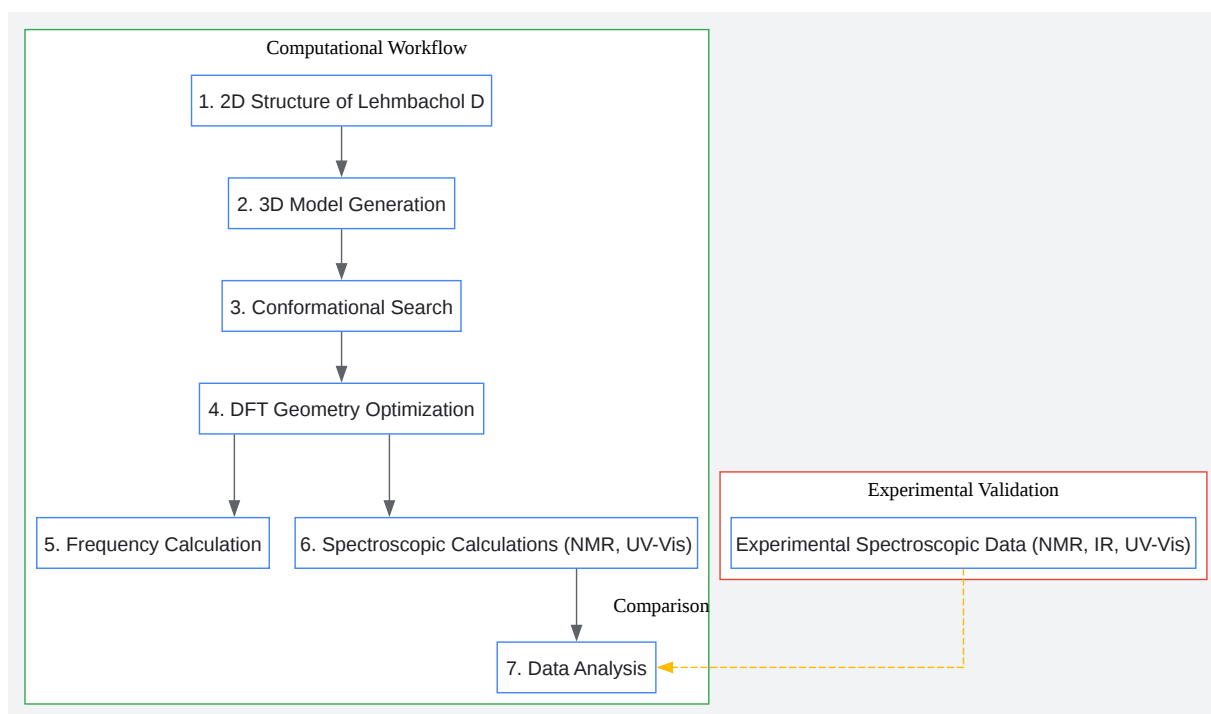 Computational Workflow
1. 2D Structure of Lehmbachol D
2. 3D Model Generation
3. Conformational Search
4. DFT Geometry Optimization
Experimental Validation
5. Frequency Calculation
6. Spectroscopic Calculations (NMR, UV-Vis)
Experimental Spectroscopic Data (NMR, IR, UV-Vis)
Comparison
7. Data Analysis